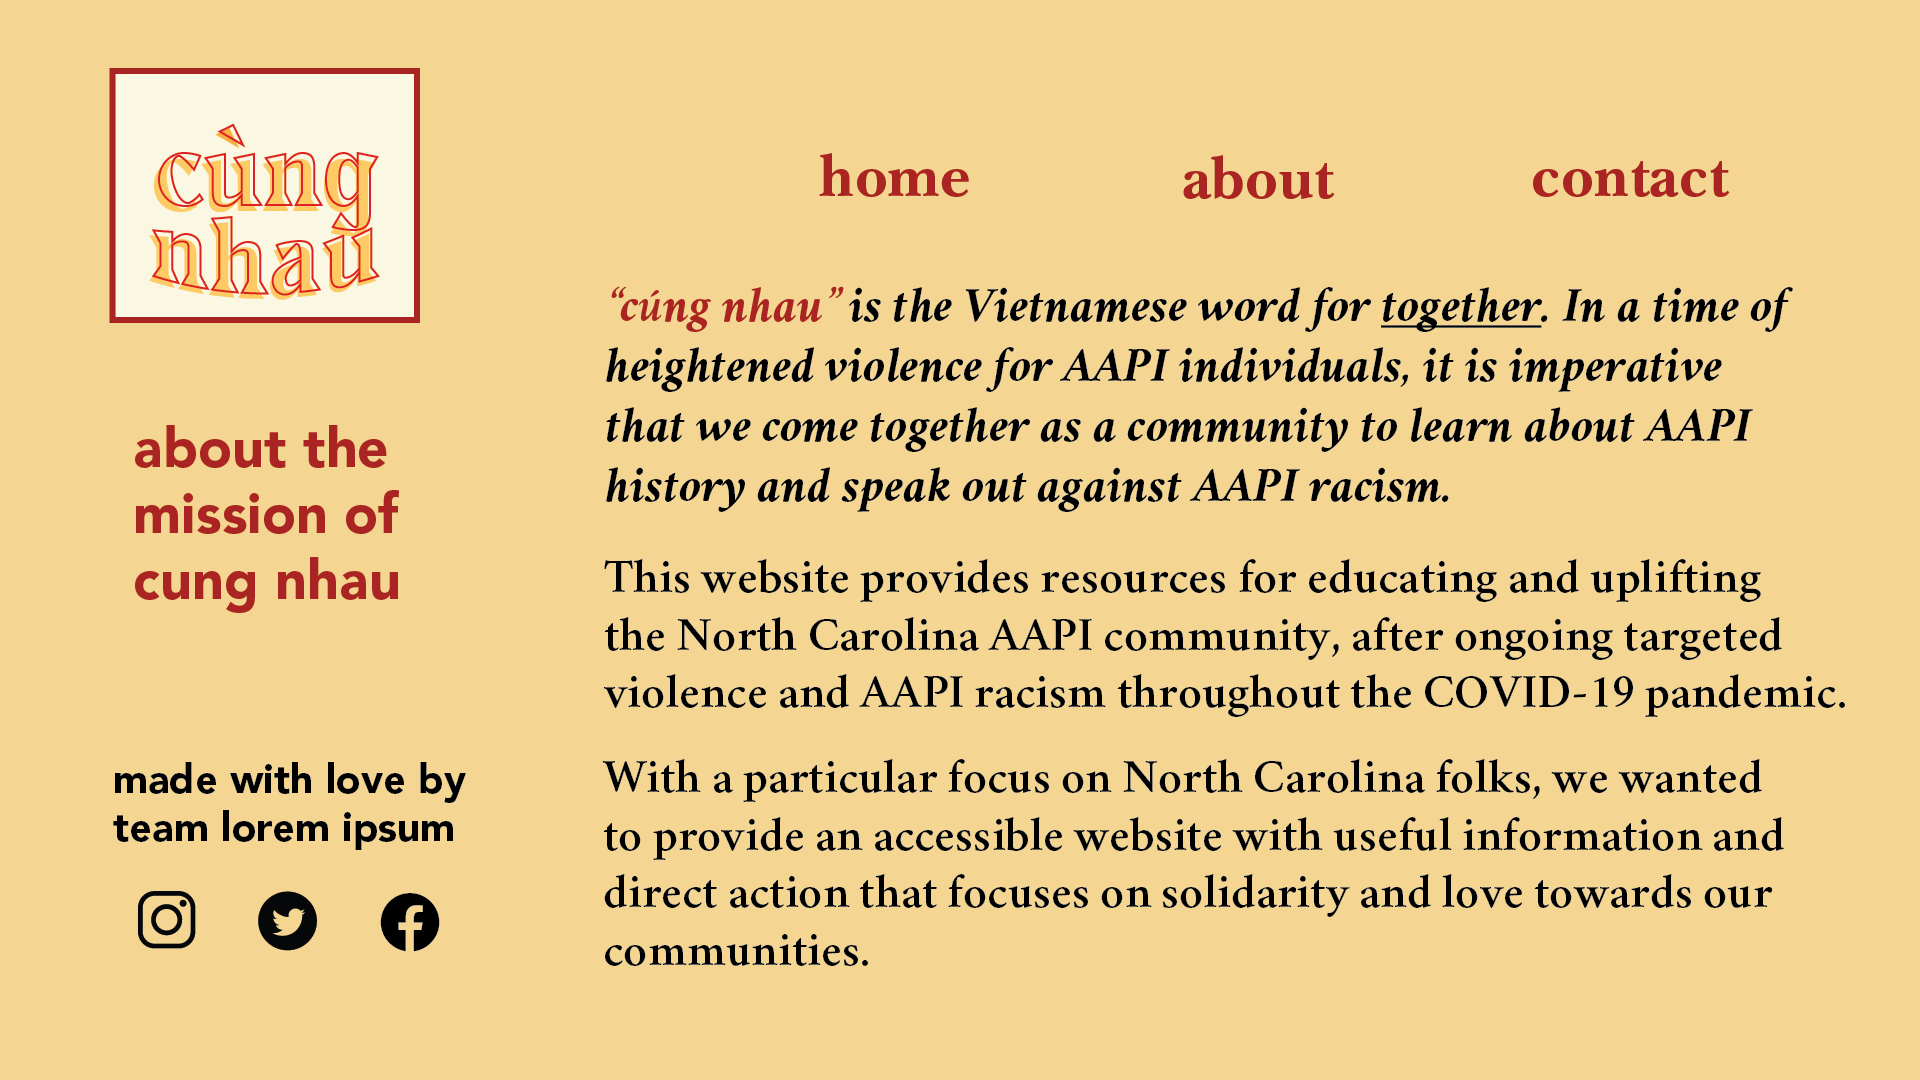 cùng
nhau
home about contact
“cúng nhau” is the Vietnamese word for together. In a time of
heightened violence for AAPI individuals, it is imperative
that we come together as a community to learn about AAPI
history and speak out against AAPI racism.
about the
mission of
cung nhau
This website provides resources for educating and uplifting
the North Carolina AAPI community, after ongoing targeted
violence and AAPI racism throughout the COVID-19 pandemic.
With a particular focus on North Carolina folks, we wanted
to provide an accessible website with useful information and
direct action that focuses on solidarity and love towards our
communities.
made with love by
team lorem ipsum